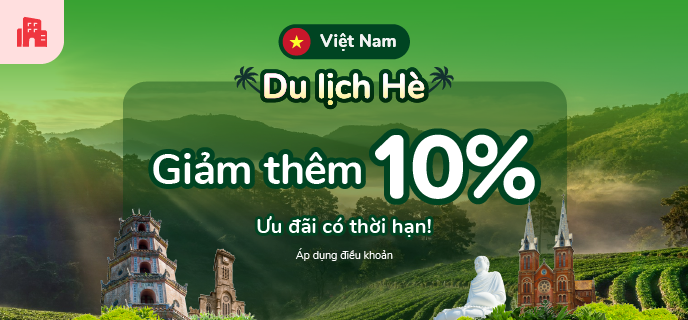 Việt Nam
Du lịch Hè
Giảm thêm 10%
Ưu đãi có thời hạn!
Áp dụng điều khoản